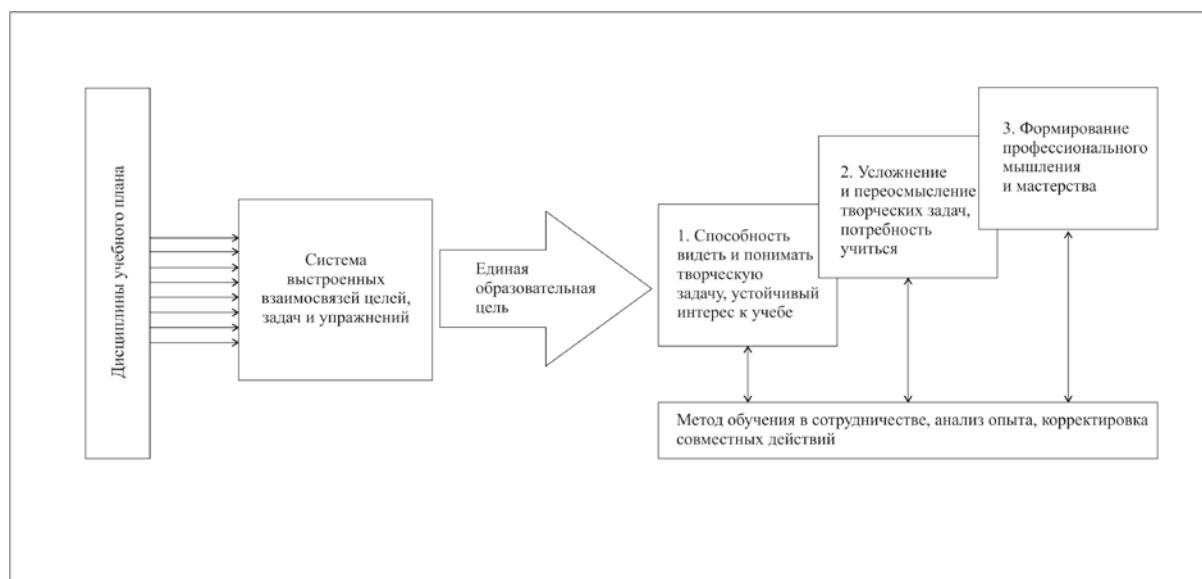 Дисциплины учебного плана
Система
выстроенных
взаимосвязей целей,
задач и упражнений
Единая
образовательная
цель
1. Способность
видеть и понимать
творческую
задачу, устойчивый
интерес к учебе
2. Усложнение
и переосмысление
творческих задач,
потребность
учиться
3. Формирование
профессионального
мышления
и мастерства
Метод обучения в сотрудничестве, анализ опыта, корректировка
совместных действий